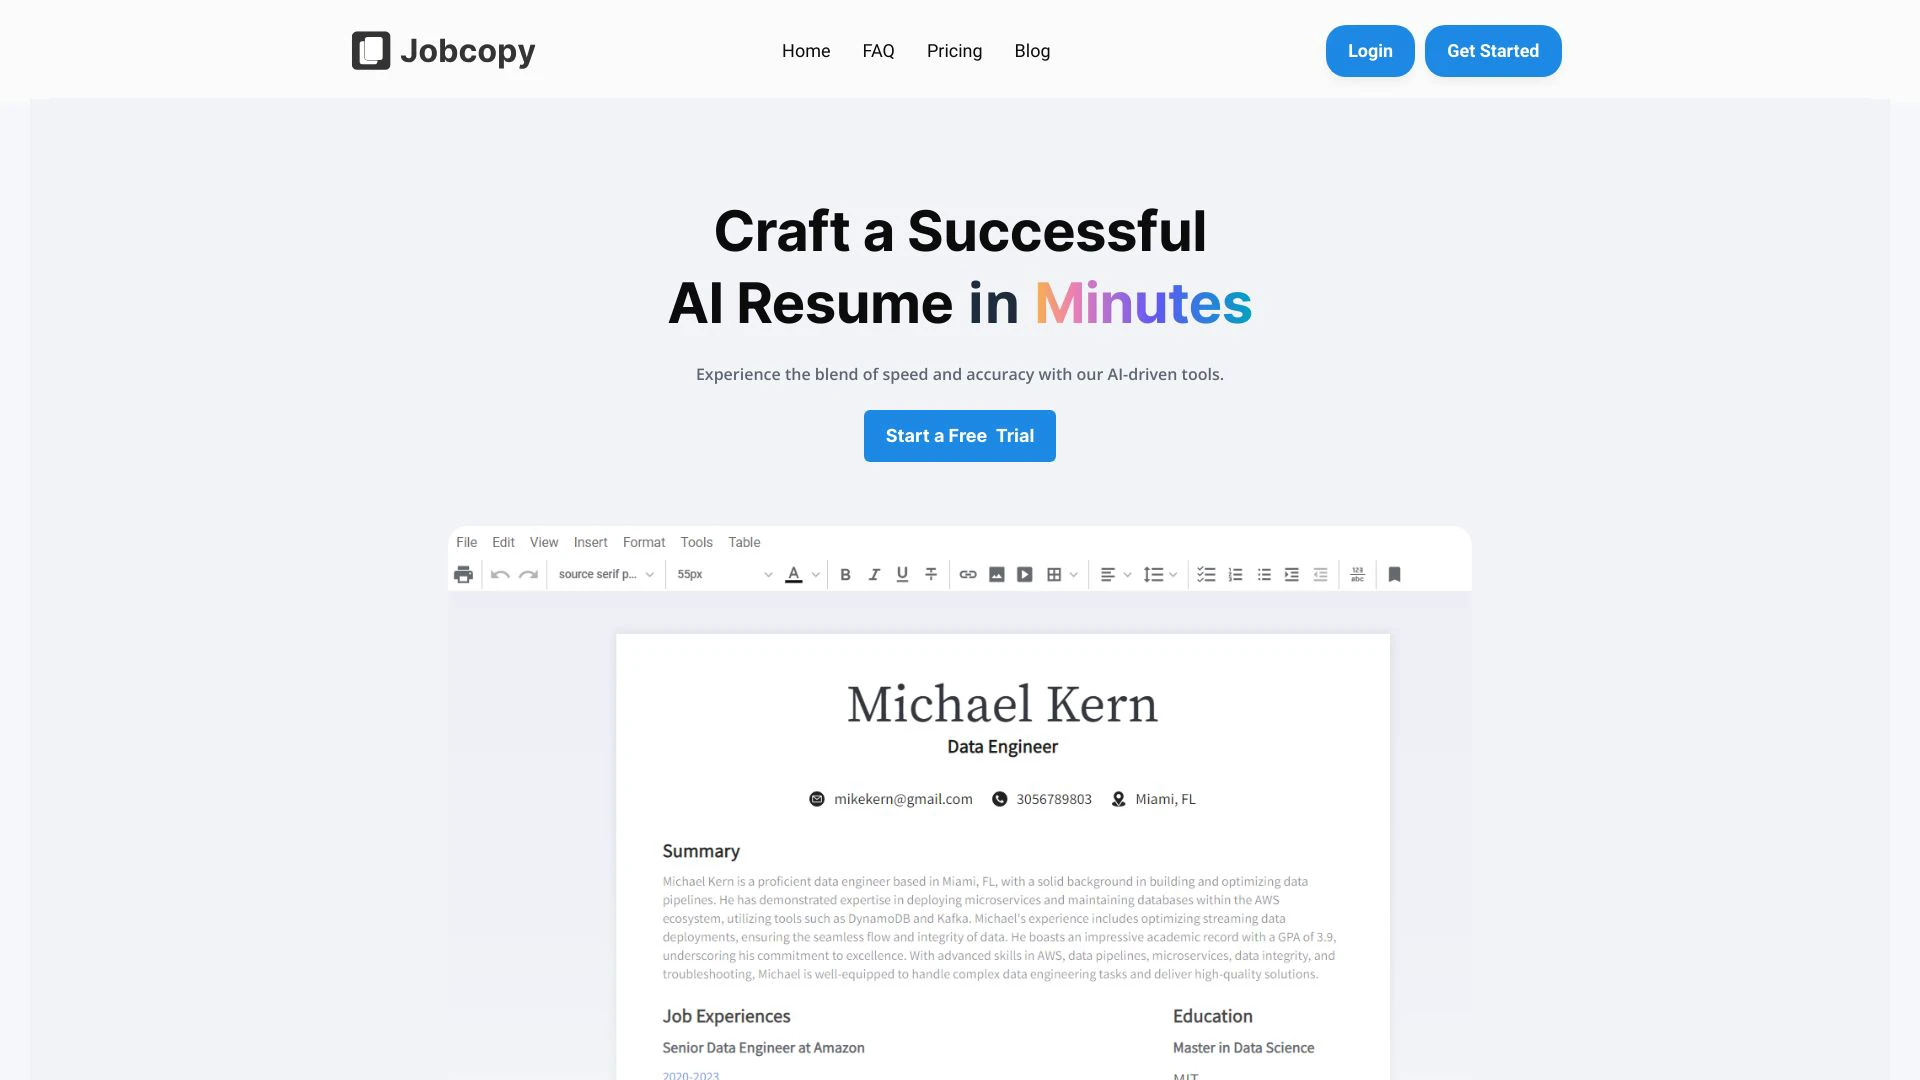 Jobcopy
Home FAQ Pricing Blog
Login Get Started
Craft a Successful
AI Resume in Minutes
Experience the blend of speed and accuracy with our AI-driven tools.
Start a Free Trial
File Edit View Insert Format Tools Table
source serif p... 55px A B I U T 123 abc
Michael Kern
Data Engineer
mikekern@gmail.com 3056789803 Miami, FL
Summary
Michael Kern is a proficient data engineer based in Miami, FL, with a solid background in building and optimizing data
pipelines. He has demonstrated expertise in deploying microservices and maintaining databases within the AWS
ecosystem, utilizing tools such as DynamoDB and Kafka. Michael's experience includes optimizing streaming data
deployments, ensuring the seamless flow and integrity of data. He boasts an impressive academic record with a GPA of 3.9,
underscoring his commitment to excellence. With advanced skills in AWS, data pipelines, microservices, data integrity, and
troubleshooting, Michael is well-equipped to handle complex data engineering tasks and deliver high-quality solutions.
Job Experiences
Senior Data Engineer at Amazon
2020-2023
Education
Master in Data Science
MIT